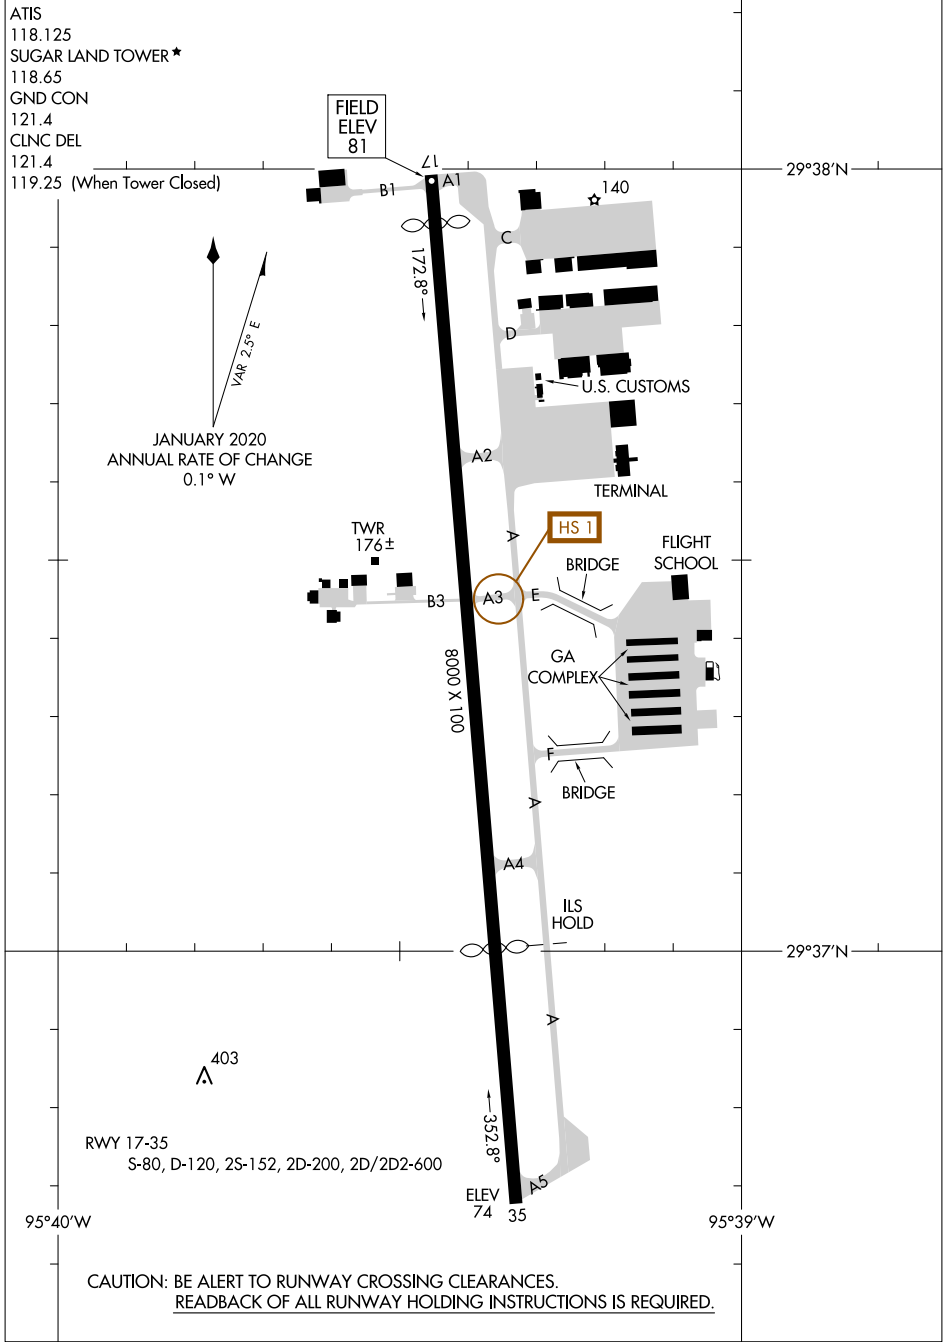 ATIS
118.125
SUGAR LAND TOWER★
118.65
GND CON
121.4
CLNC DEL
121.4
119.25 (When Tower Closed)
FIELD
ELEV
81
17
A1
B1
29°38'N
140
C
172.8°
VAR 2.5° E
D
U.S. CUSTOMS
JANUARY 2020
ANNUAL RATE OF CHANGE
0.1° W
A2
TERMINAL
HS 1
TWR
176±
A
FLIGHT
SCHOOL
BRIDGE
B3
A3
E
8000 X 100
GA
COMPLEX
F
BRIDGE
A
A4
ILS
HOLD
29°37'N
A
403
352.8°
RWY 17-35
S-80, D-120, 2S-152, 2D-200, 2D/2D2-600
A5
ELEV
74
35
95°40'W
95°39'W
CAUTION: BE ALERT TO RUNWAY CROSSING CLEARANCES.
READBACK OF ALL RUNWAY HOLDING INSTRUCTIONS IS REQUIRED.